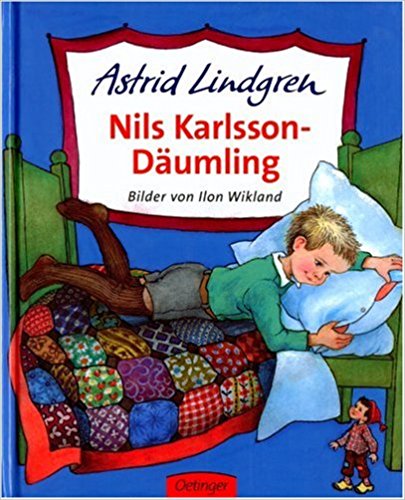 Astrid Lindgren
Nils Karlsson-
Däumling
Bilder von Ilon Wikland
Oetinger